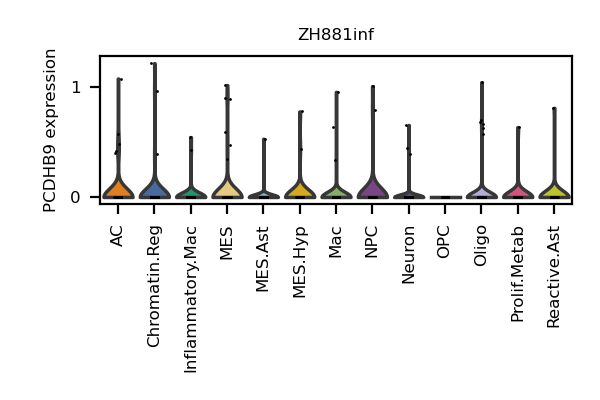 ZH881inf
PCDHB9 expression
1
0
AC
Chromatin.Reg
Inflammatory.Mac
MES
MES.Ast
MES.Hyp
Mac
NPC
Neuron
OPC
Oligo
Prolif.Metab
Reactive.Ast